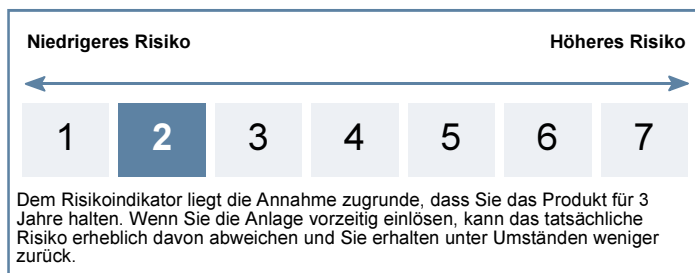 Niedrigeres Risiko Höheres Risiko
1 2 3 4 5 6 7
Dem Risikoindikator liegt die Annahme zugrunde, dass Sie das Produkt für 3
Jahre halten. Wenn Sie die Anlage vorzeitig einlösen, kann das tatsächliche
Risiko erheblich davon abweichen und Sie erhalten unter Umständen weniger
zurück.